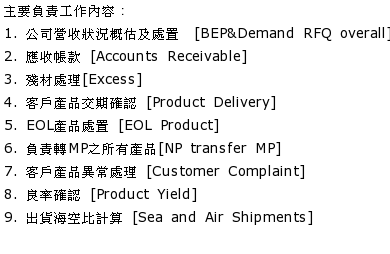 主要負責工作內容：
1. 公司營收狀況概估及處置 [BEP&Demand RFQ overall]
2. 應收帳款 [Accounts Receivable]
3. 殘材處理[Excess]
4. 客戶產品交期確認 [Product Delivery]
5. EOL產品處置 [EOL Product]
6. 負責轉MP之所有產品[NP transfer MP]
7. 客戶產品異常處理 [Customer Complaint]
8. 良率確認 [Product Yield]
9. 出貨海空比計算 [Sea and Air Shipments]